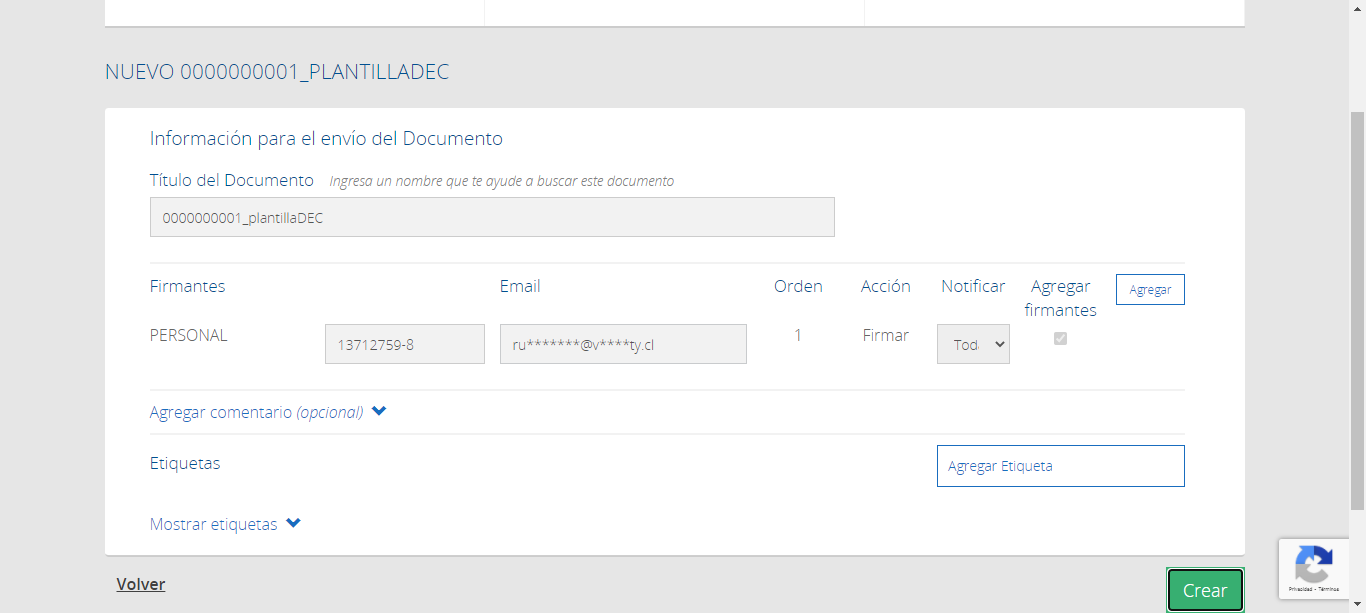 NUEVO 0000000001_PLANTILLADEC
Información para el envío del Documento
Título del Documento Ingresa un nombre que te ayude a buscar este documento
0000000001_plantillaDEC
Firmantes Email Orden Acción Notificar Agregar firmantes Agregar
PERSONAL 13712759-8 ru*******@v****ty.cl 1 Firmar Tod
Agregar comentario (opcional)
Etiquetas Agregar Etiqueta
Mostrar etiquetas
Volver Crear
Privacidad - Términos